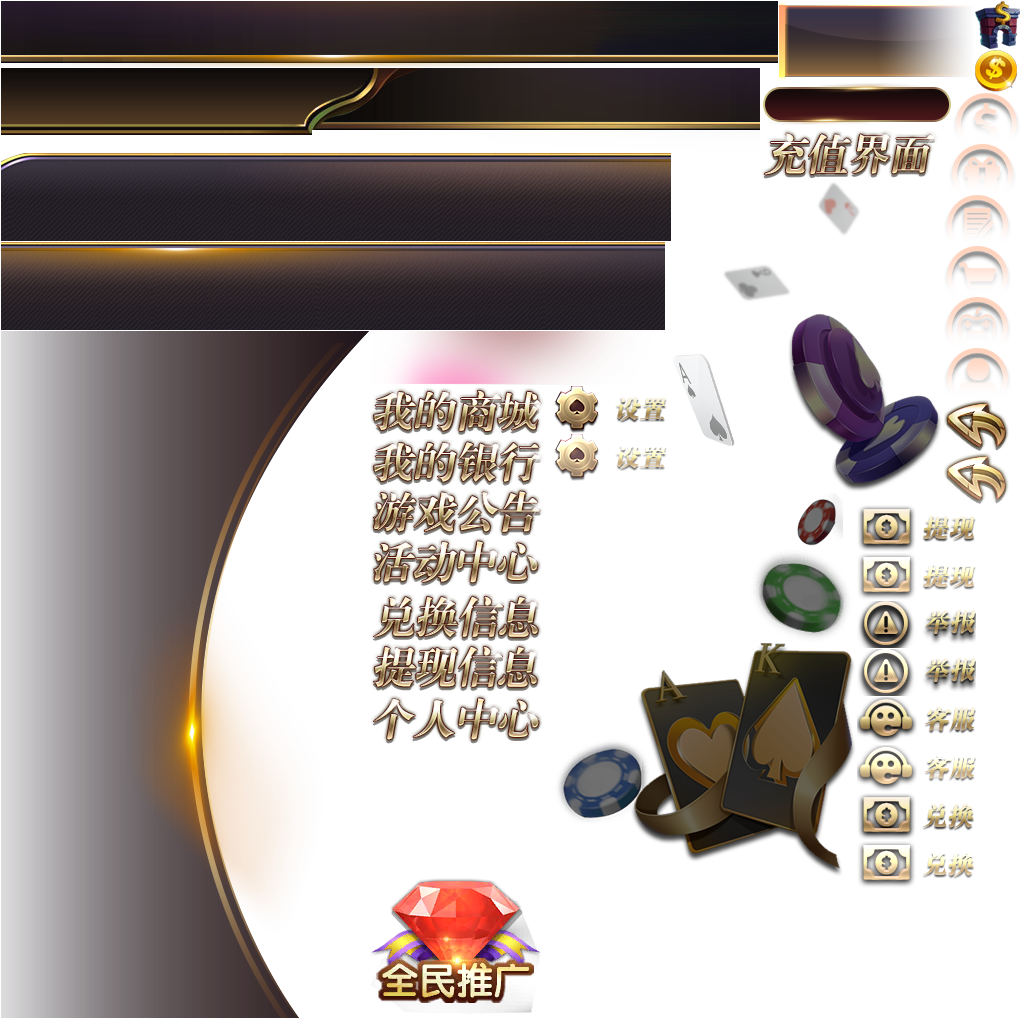 充值界面
我的商城
设置
我的银行
设置
游戏公告
活动中心
兑换信息
提现信息
个人中心
提现
提现
举报
举报
客服
客服
兑换
兑换
A
A
K
全民推广